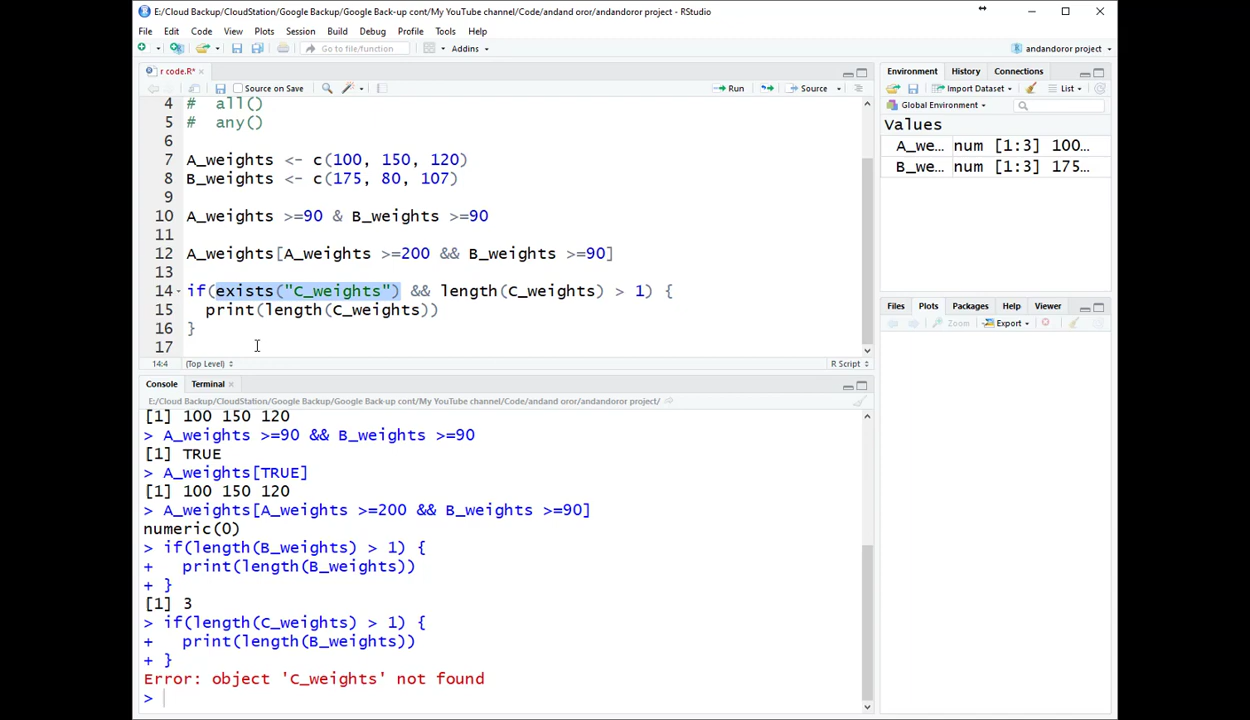 E:/Cloud Backup/CloudStation/Google Backup/Google Back-up cont/My YouTube channel/Code/andand oror/andandoror project - RStudio
File Edit Code View Plots Session Build Debug Profile Tools Help
Go to file/function Addins andandoror project
r code.R*
Source on Save Run Source
4 #  all()
5 #  any()
6
7 A_weights <- c(100, 150, 120)
8 B_weights <- c(175, 80, 107)
9
10 A_weights >=90 & B_weights >=90
11
12 A_weights[A_weights >=200 && B_weights >=90]
13
14 if(exists("C_weights") && length(C_weights) > 1) {
15   print(length(C_weights))
16 }
17
14:4 (Top Level) R Script
Console Terminal
E:/Cloud Backup/CloudStation/Google Backup/Google Back-up cont/My YouTube channel/Code/andand oror/andandoror project/
[1] 100 150 120
> A_weights >=90 && B_weights >=90
[1] TRUE
> A_weights[TRUE]
[1] 100 150 120
> A_weights[A_weights >=200 && B_weights >=90]
numeric(0)
> if(length(B_weights) > 1) {
+   print(length(B_weights))
+ }
[1] 3
> if(length(C_weights) > 1) {
+   print(length(B_weights))
+ }
Error: object 'C_weights' not found
>
Environment History Connections
Import Dataset List
Global Environment
Values
A_we… num [1:3] 100…
B_we… num [1:3] 175…
Files Plots Packages Help Viewer
Zoom Export